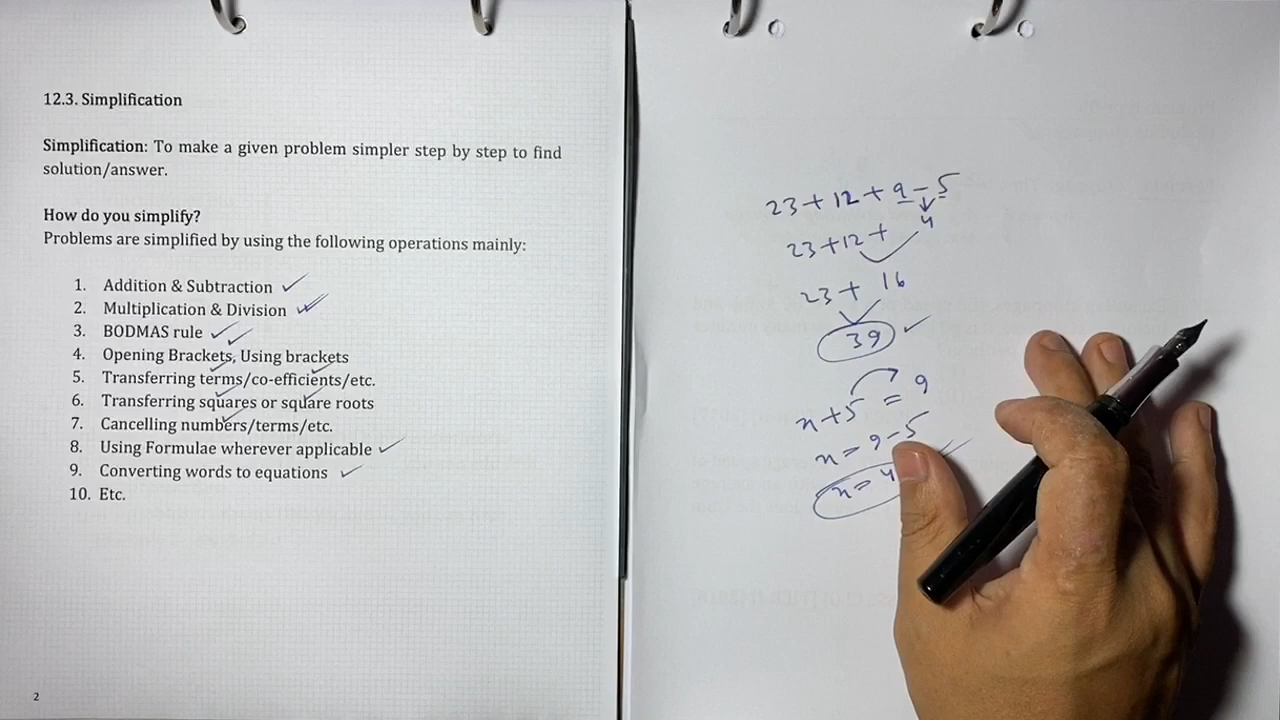 12.3. Simplification
Simplification: To make a given problem simpler step by step to find
solution/answer.
How do you simplify?
Problems are simplified by using the following operations mainly:
1. Addition & Subtraction
2. Multiplication & Division
3. BODMAS rule
4. Opening Brackets, Using brackets
5. Transferring terms/co-efficients/etc.
6. Transferring squares or square roots
7. Cancelling numbers/terms/etc.
8. Using Formulae wherever applicable
9. Converting words to equations
10. Etc.
2
23+12+9-5
23+12+ 4
23+ 16
39
x+5 = 9
x=9-5
x=4